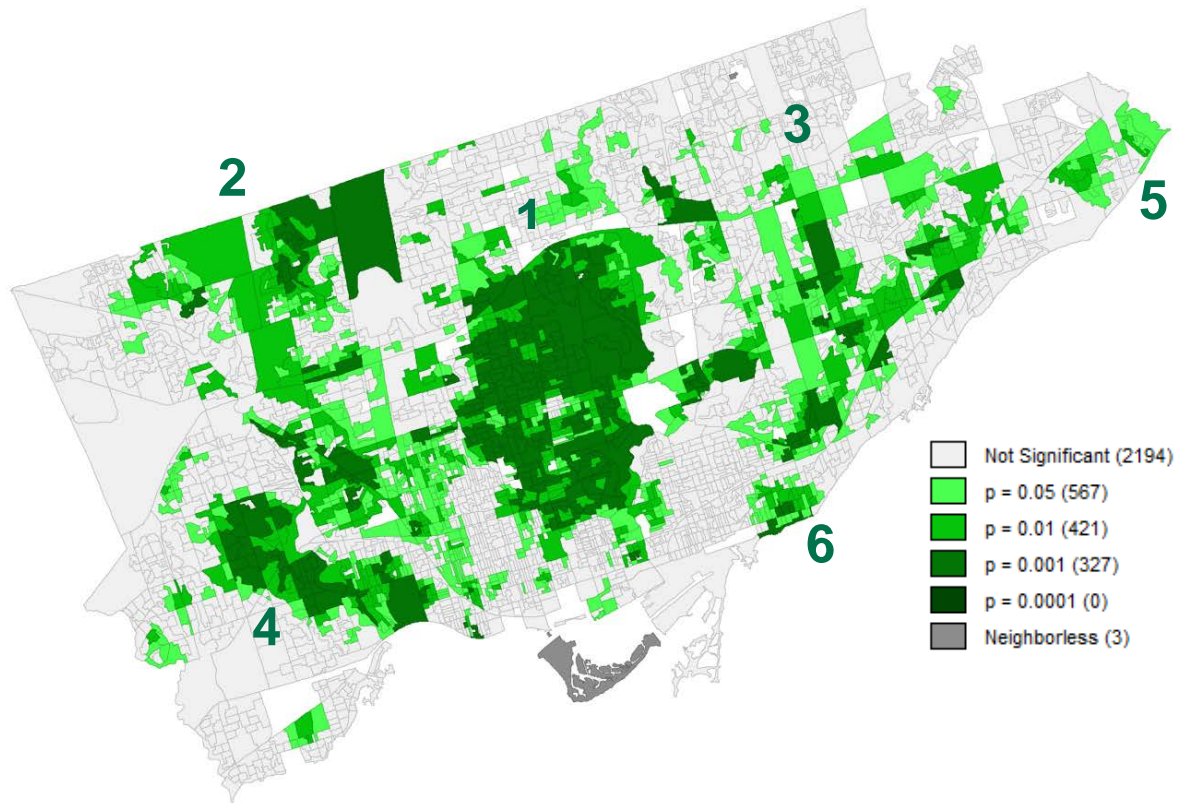 3
5
2
1
Not Significant (2194)
p = 0.05 (567)
p = 0.01 (421)
6
p = 0.001 (327)
p = 0.0001 (0)
4
Neighborless (3)